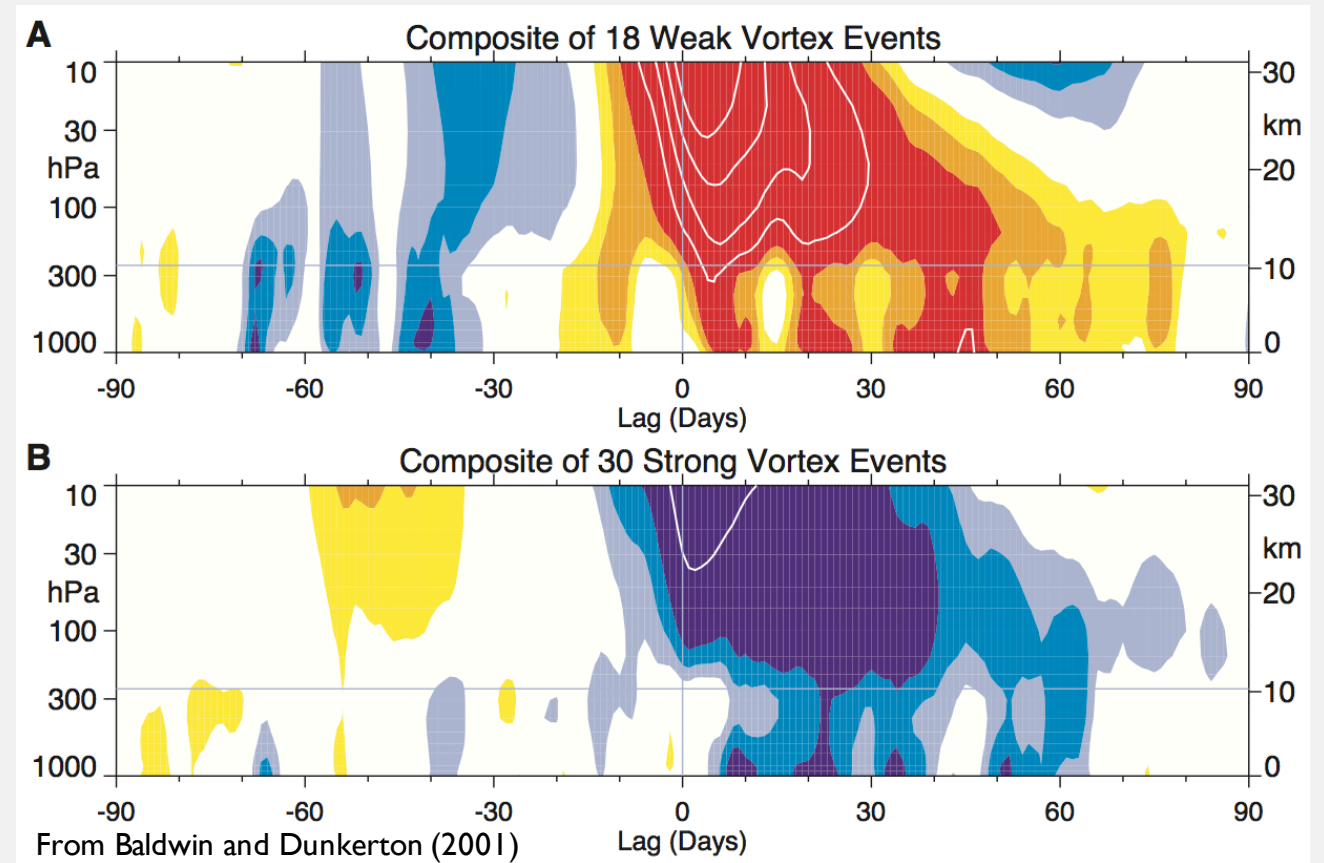 A
Composite of 18 Weak Vortex Events
10 30
30 km
hPa 20
100
300 10
1000 0
-90 -60 -30 0 30 60 90
Lag (Days)
B
Composite of 30 Strong Vortex Events
10 30
30 km
hPa 20
100
300 10
1000 0
-90 -60 -30 0 30 60 90
Lag (Days)
From Baldwin and Dunkerton (2001)